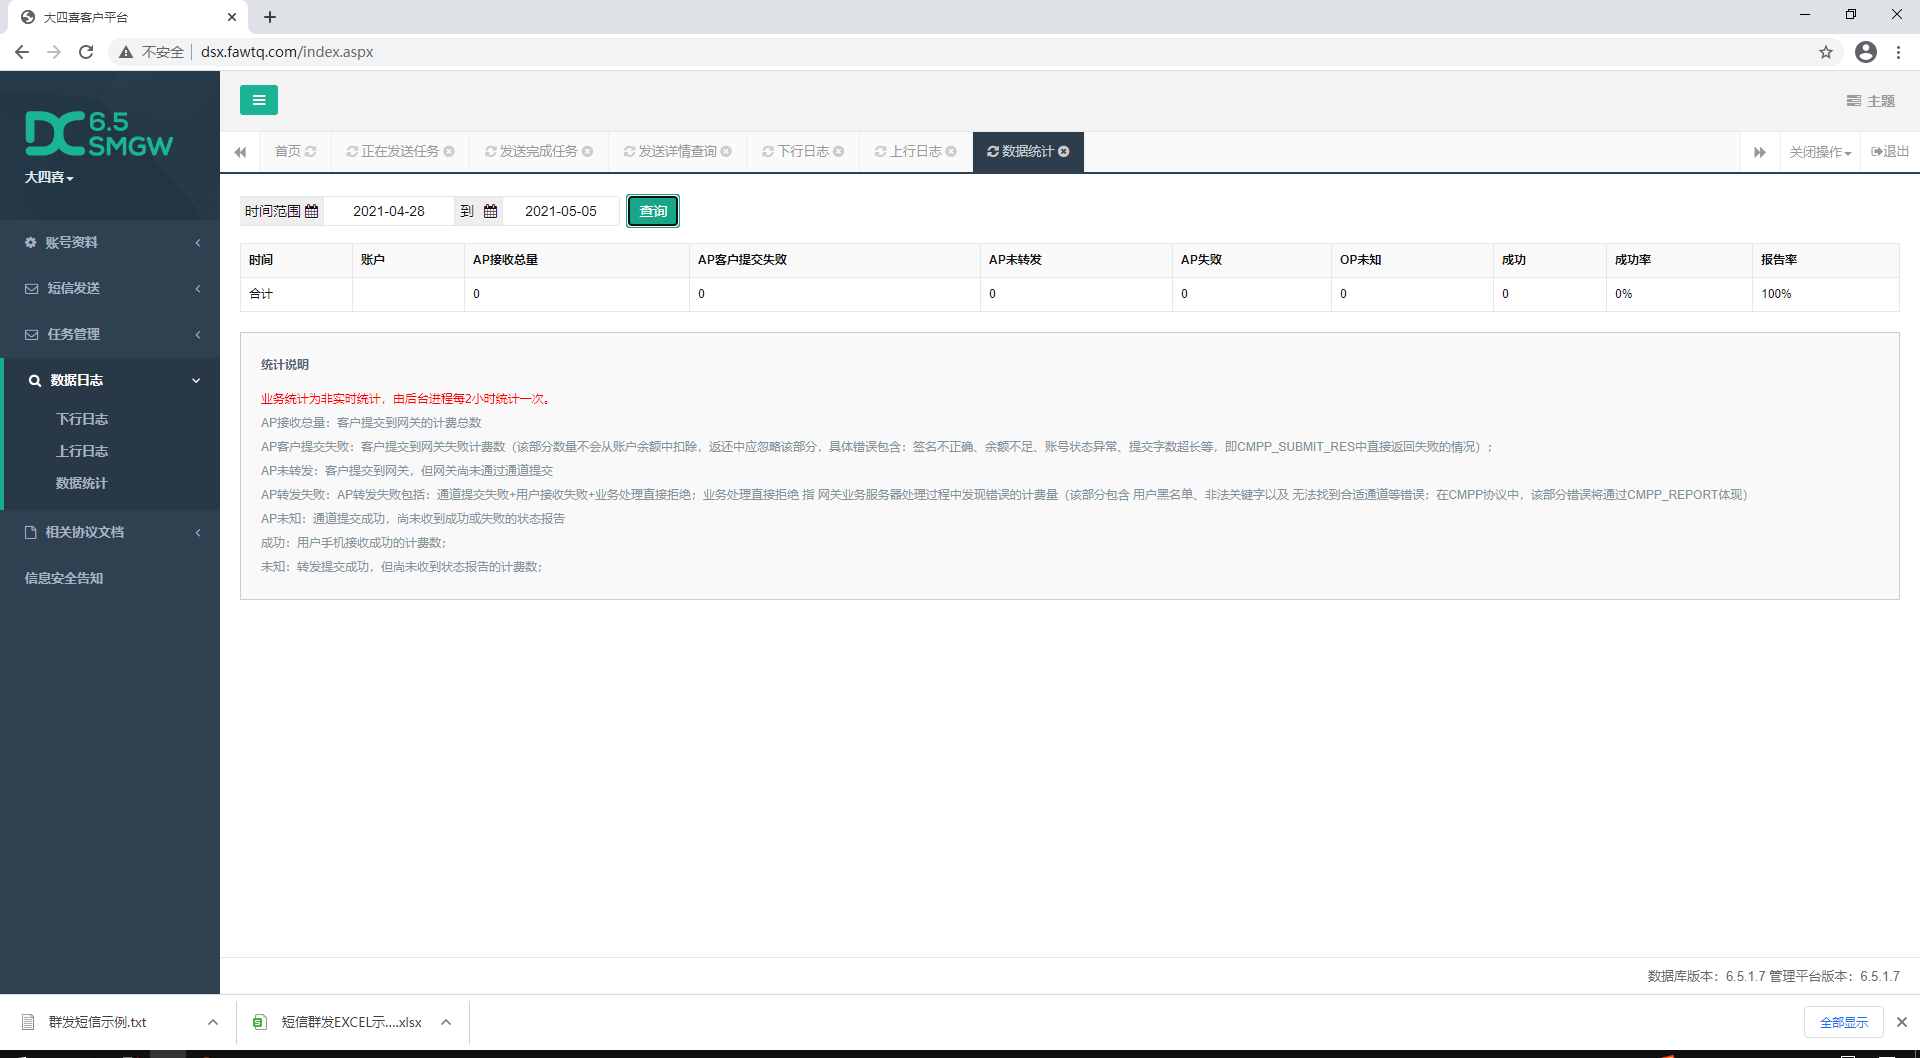 大四喜客户平台
不安全 dsx.fawtq.com/index.aspx
DC 6.5 SMGW
大四喜
主题
首页 正在发送任务 发送完成任务 发送详情查询 下行日志 上行日志 数据统计 关闭操作 退出
账号资料
短信发送
任务管理
数据日志
下行日志
上行日志
数据统计
相关协议文档
信息安全告知
时间范围 2021-04-28 到 2021-05-05 查询
时间 账户 AP接收总量 AP客户提交失败 AP未转发 AP失败 OP未知 成功 成功率 报告率
合计 0 0 0 0 0 0 0% 100%
统计说明
业务统计为非实时统计，由后台进程每2小时统计一次。
AP接收总量：客户提交到网关的计费总数
AP客户提交失败：客户提交到网关失败计费数（该部分数量不会从账户余额中扣除，返还中应忽略该部分，具体错误包含：签名不正确、余额不足、账号状态异常、提交字数超长等，即CMPP_SUBMIT_RES中直接返回失败的情况）；
AP未转发：客户提交到网关，但网关尚未通过通道提交
AP转发失败：AP转发失败包括：通道提交失败+用户接收失败+业务处理直接拒绝；业务处理直接拒绝 指 网关业务服务器处理过程中发现错误的计费量（该部分包含 用户黑名单、非法关键字以及 无法找到合适通道等错误；在CMPP协议中，该部分错误将通过CMPP_REPORT体现）
AP未知：通道提交成功，尚未收到成功或失败的状态报告
成功：用户手机接收成功的计费数；
未知：转发提交成功，但尚未收到状态报告的计费数；
数据库版本：6.5.1.7 管理平台版本：6.5.1.7
群发短信示例.txt
短信群发EXCEL示....xlsx
全部显示